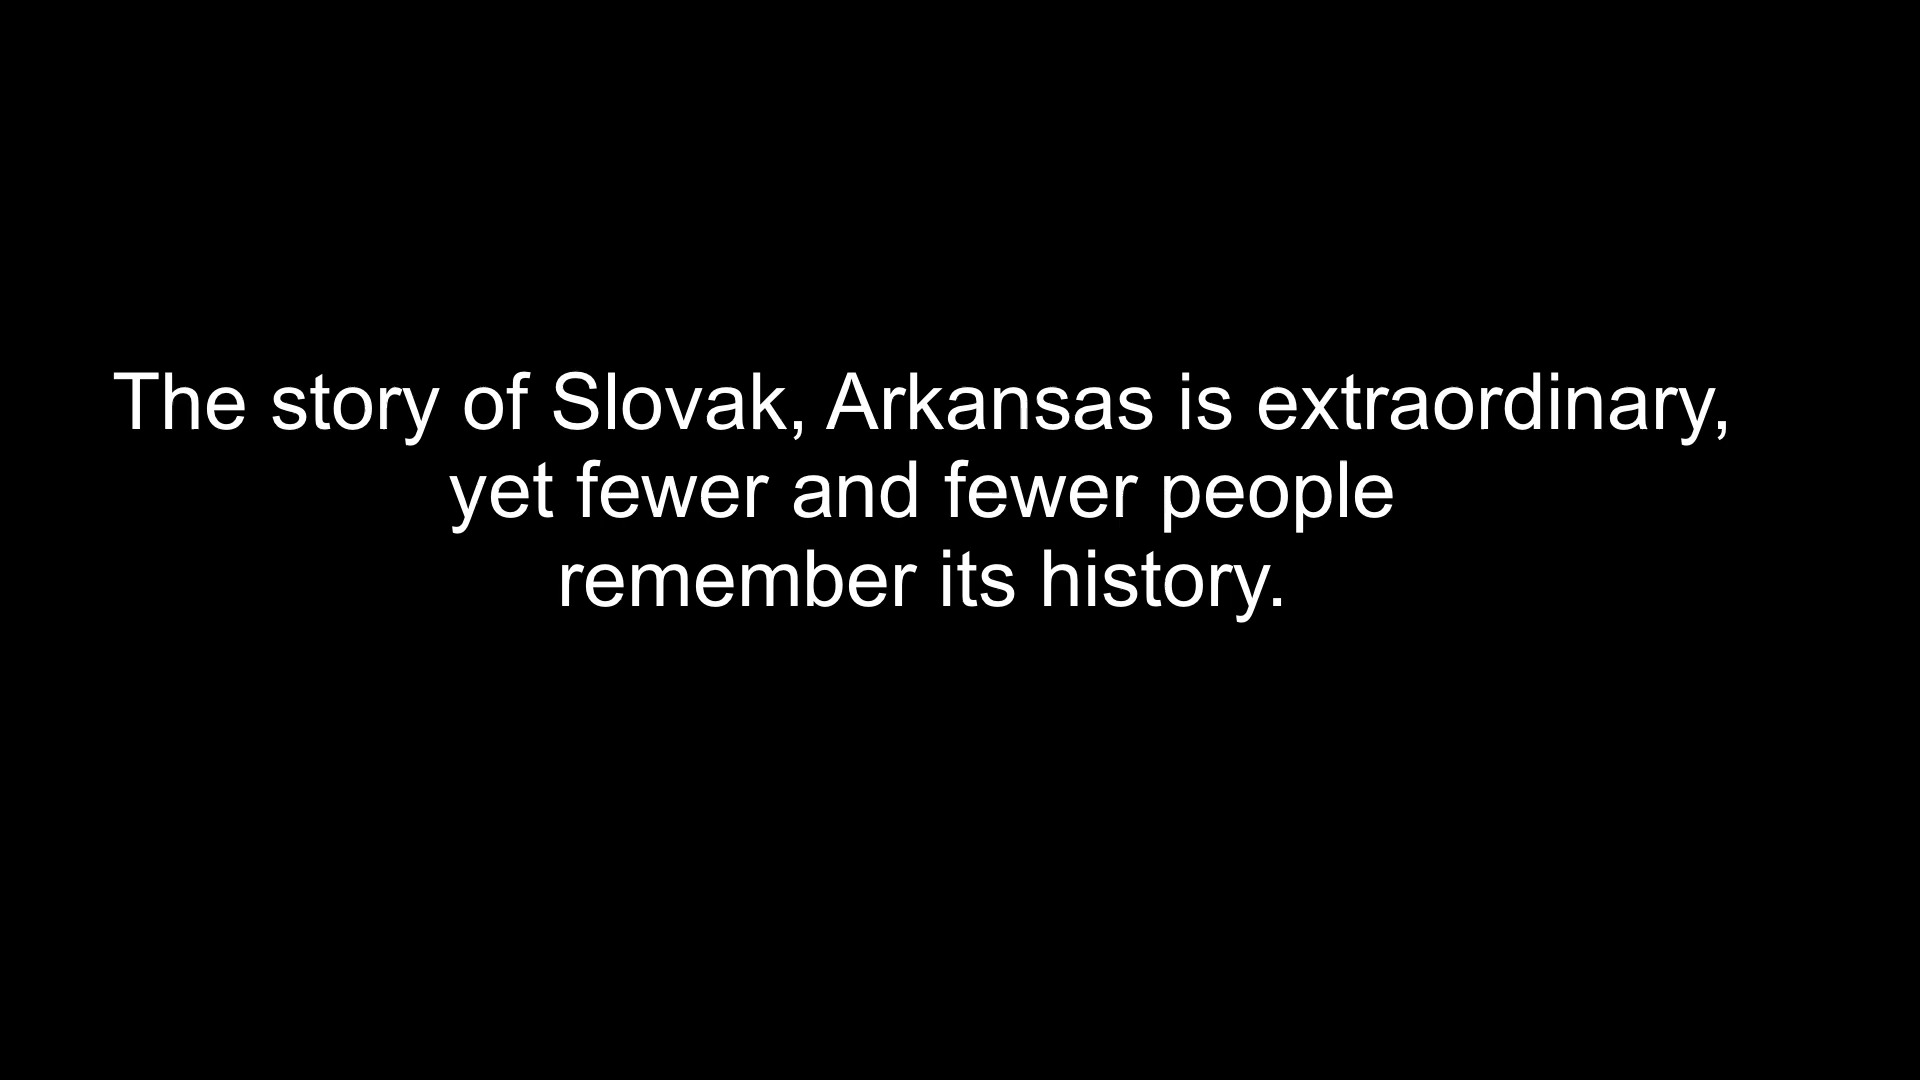 The story of Slovak, Arkansas is extraordinary,
yet fewer and fewer people
remember its history.